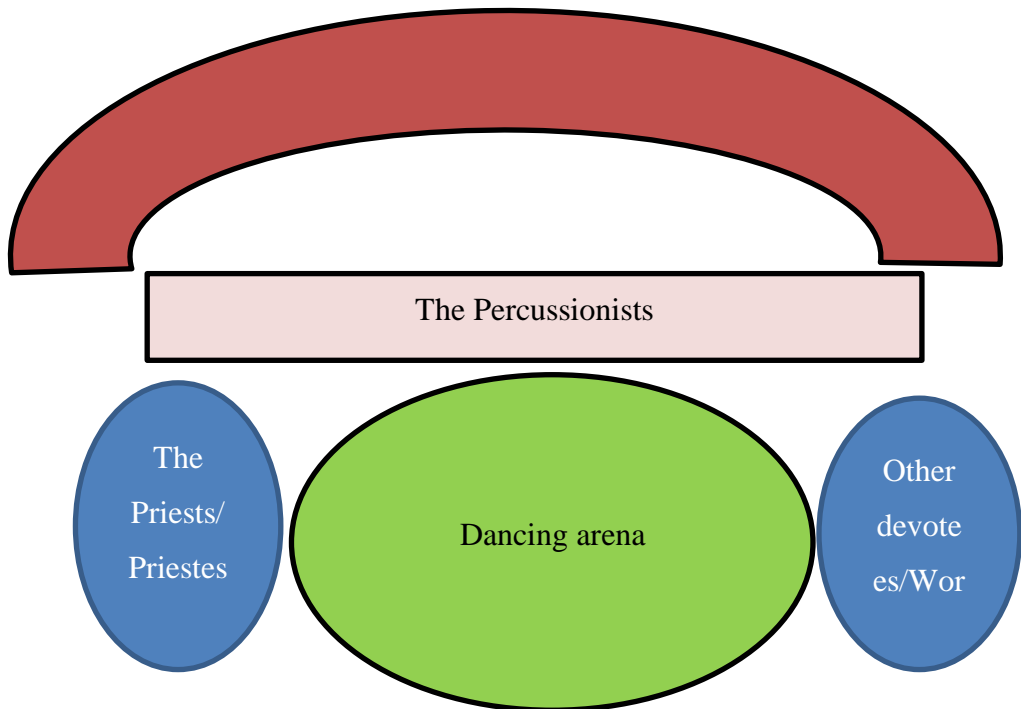 The Percussionists
The
Priests/
Priestes
Dancing arena
Other
devote
es/Wor